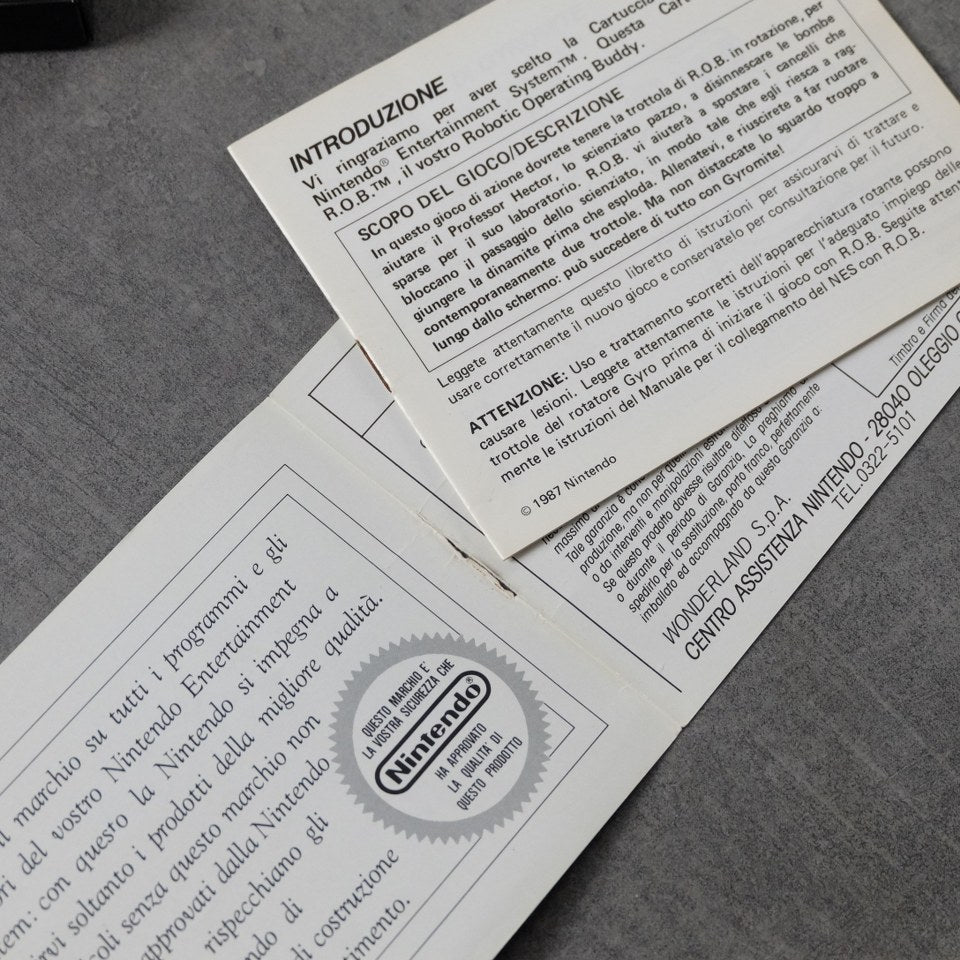 INTRODUZIONE
Vi ringraziamo per aver scelto la Cartuccia
Nintendo® Entertainment System™. Questa
R.O.B.™, il vostro Robotic Operating Buddy.
SCOPO DEL GIOCO/DESCRIZIONE
In questo gioco di azione dovrete tenere la trottola di R.O.B. in rotazione, per
aiutare il Professor Hector, lo scienziato pazzo, a disinnescare le bombe
sparse per il suo laboratorio. R.O.B. vi aiuterà a spostare i cancelli che
bloccano il passaggio dello scienziato, in modo tale che egli riesca a rag-
giungere la dinamite prima che esploda. Allenatevi, e riuscirete a far ruotare
contemporaneamente due trottole. Ma non distaccate lo sguardo troppo a
lungo dallo schermo: può succedere di tutto con Gyromite!
Leggete attentamente questo libretto di istruzioni per assicurarvi di trattare e
usare correttamente il nuovo gioco e conservatelo per consultazione per il futuro.
ATTENZIONE: Uso e trattamento scorretti dell'apparecchiatura rotante possono
causare lesioni. Leggete attentamente le istruzioni per l'adeguato impiego delle
trottole del rotatore Gyro prima di iniziare il gioco con R.O.B. Seguite
mente le istruzioni del Manuale per il collegamento del NES con R.O.B.
© 1987 Nintendo
Timbro e Firma
massimo
Tale garanzia è
produzione, ma non per
o da interventi e manipolazioni
Se questo prodotto dovesse risultare difettoso
o durante il periodo di Garanzia, La preghiamo
spedirlo per la sostituzione, porto franco, perfettamente
imballato ed accompagnato da questa Garanzia a:
WONDERLAND S.p.A.
CENTRO ASSISTENZA NINTENDO - 28040 OLEGGIO
TEL.0322-5101
marchio su tutti i programmi e gli
del vostro Nintendo Entertainment
con questo la Nintendo si impegna a
soltanto i prodotti della migliore qualità.
senza questo marchio non
approvati dalla Nintendo
rispecchiano gli
di
di costruzione
QUESTO MARCHIO E'
LA VOSTRA SICUREZZA CHE
Nintendo®
HA APPROVATO
LA QUALITA' DI
QUESTO PRODOTTO